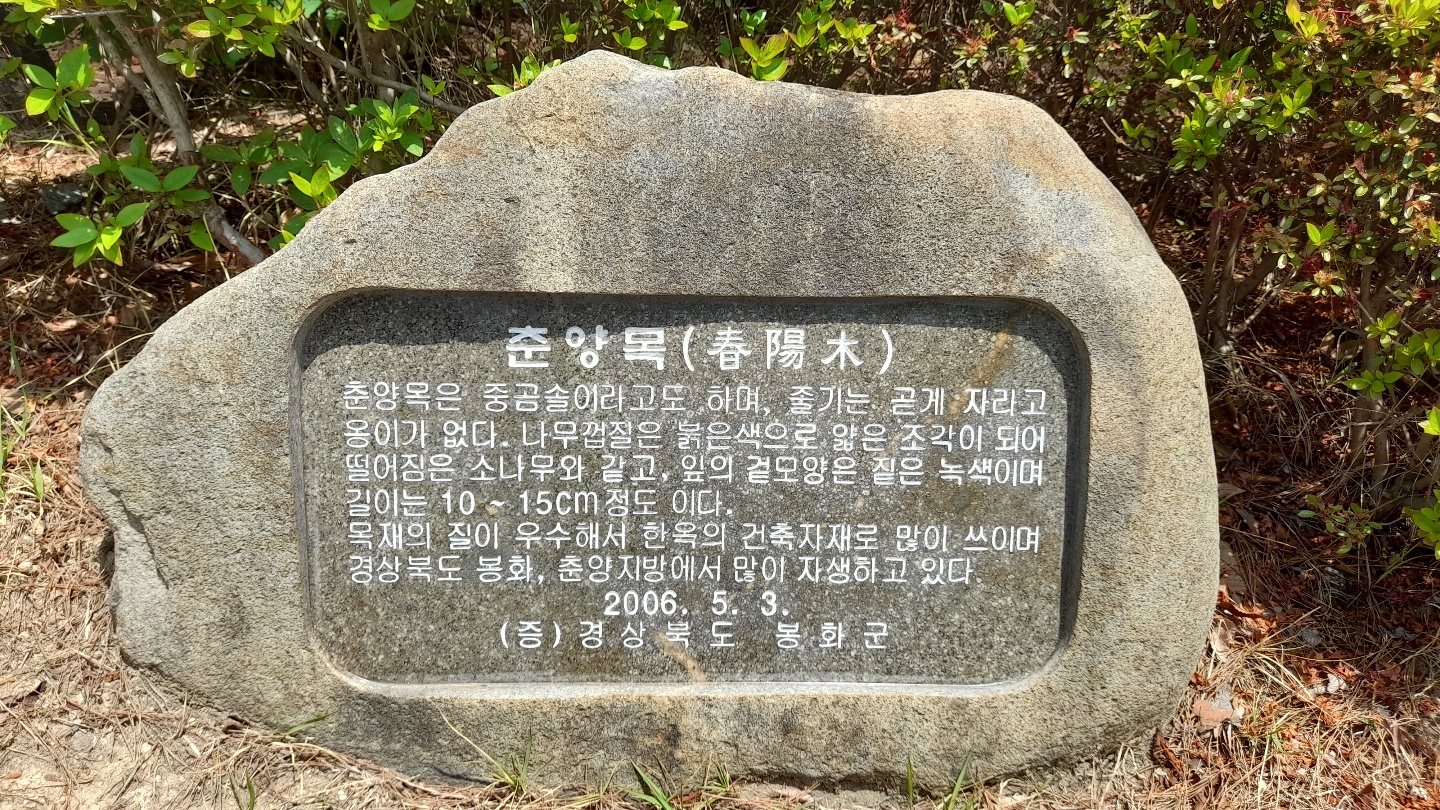 춘양목(春陽木)
춘양목은 중곰솔이라고도 하며, 줄기는 곧게 자라고
옹이가 없다. 나무껍질은 붉은색으로 얇은 조각이 되어
떨어짐은 소나무와 같고, 잎의 겉모양은 짙은 녹색이며
길이는 10 ~ 15cm 정도 이다.
목재의 질이 우수해서 한옥의 건축자재로 많이 쓰이며
경상북도 봉화, 춘양지방에서 많이 자생하고 있다.
2006. 5. 3.
(증) 경상북도 봉화군